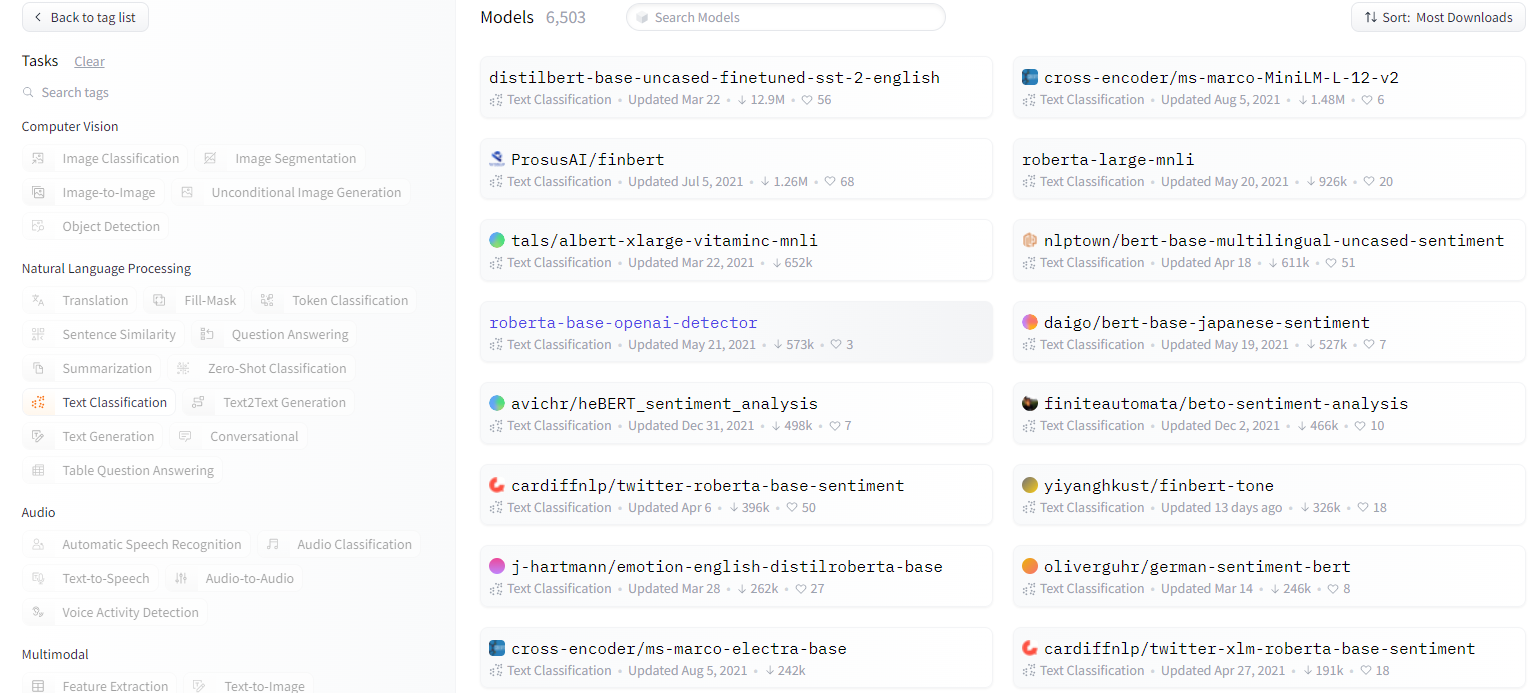 Back to tag list
Tasks Clear
Search tags
Computer Vision
Image Classification Image Segmentation
Image-to-Image Unconditional Image Generation
Object Detection
Natural Language Processing
Translation Fill-Mask Token Classification
Sentence Similarity Question Answering
Summarization Zero-Shot Classification
Text Classification Text2Text Generation
Text Generation Conversational
Table Question Answering
Audio
Automatic Speech Recognition Audio Classification
Text-to-Speech Audio-to-Audio
Voice Activity Detection
Multimodal
Feature Extraction Text-to-Image
Models 6,503 Search Models Sort: Most Downloads
distilbert-base-uncased-finetuned-sst-2-english
Text Classification • Updated Mar 22 • ↓ 12.9M • ♡ 56
cross-encoder/ms-marco-MiniLM-L-12-v2
Text Classification • Updated Aug 5, 2021 • ↓ 1.48M • ♡ 6
ProsusAI/finbert
Text Classification • Updated Jul 5, 2021 • ↓ 1.26M • ♡ 68
roberta-large-mnli
Text Classification • Updated May 20, 2021 • ↓ 926k • ♡ 20
tals/albert-xlarge-vitaminc-mnli
Text Classification • Updated Mar 22, 2021 • ↓ 652k
nlptown/bert-base-multilingual-uncased-sentiment
Text Classification • Updated Apr 18 • ↓ 611k • ♡ 51
roberta-base-openai-detector
Text Classification • Updated May 21, 2021 • ↓ 573k • ♡ 3
daigo/bert-base-japanese-sentiment
Text Classification • Updated May 19, 2021 • ↓ 527k • ♡ 7
avichr/heBERT_sentiment_analysis
Text Classification • Updated Dec 31, 2021 • ↓ 498k • ♡ 7
finiteautomata/beto-sentiment-analysis
Text Classification • Updated Dec 2, 2021 • ↓ 466k • ♡ 10
cardiffnlp/twitter-roberta-base-sentiment
Text Classification • Updated Apr 6 • ↓ 396k • ♡ 50
yiyanghkust/finbert-tone
Text Classification • Updated 13 days ago • ↓ 326k • ♡ 18
j-hartmann/emotion-english-distilroberta-base
Text Classification • Updated Mar 28 • ↓ 262k • ♡ 27
oliverguhr/german-sentiment-bert
Text Classification • Updated Mar 14 • ↓ 246k • ♡ 8
cross-encoder/ms-marco-electra-base
Text Classification • Updated Aug 5, 2021 • ↓ 242k
cardiffnlp/twitter-xlm-roberta-base-sentiment
Text Classification • Updated Apr 27, 2021 • ↓ 191k • ♡ 18